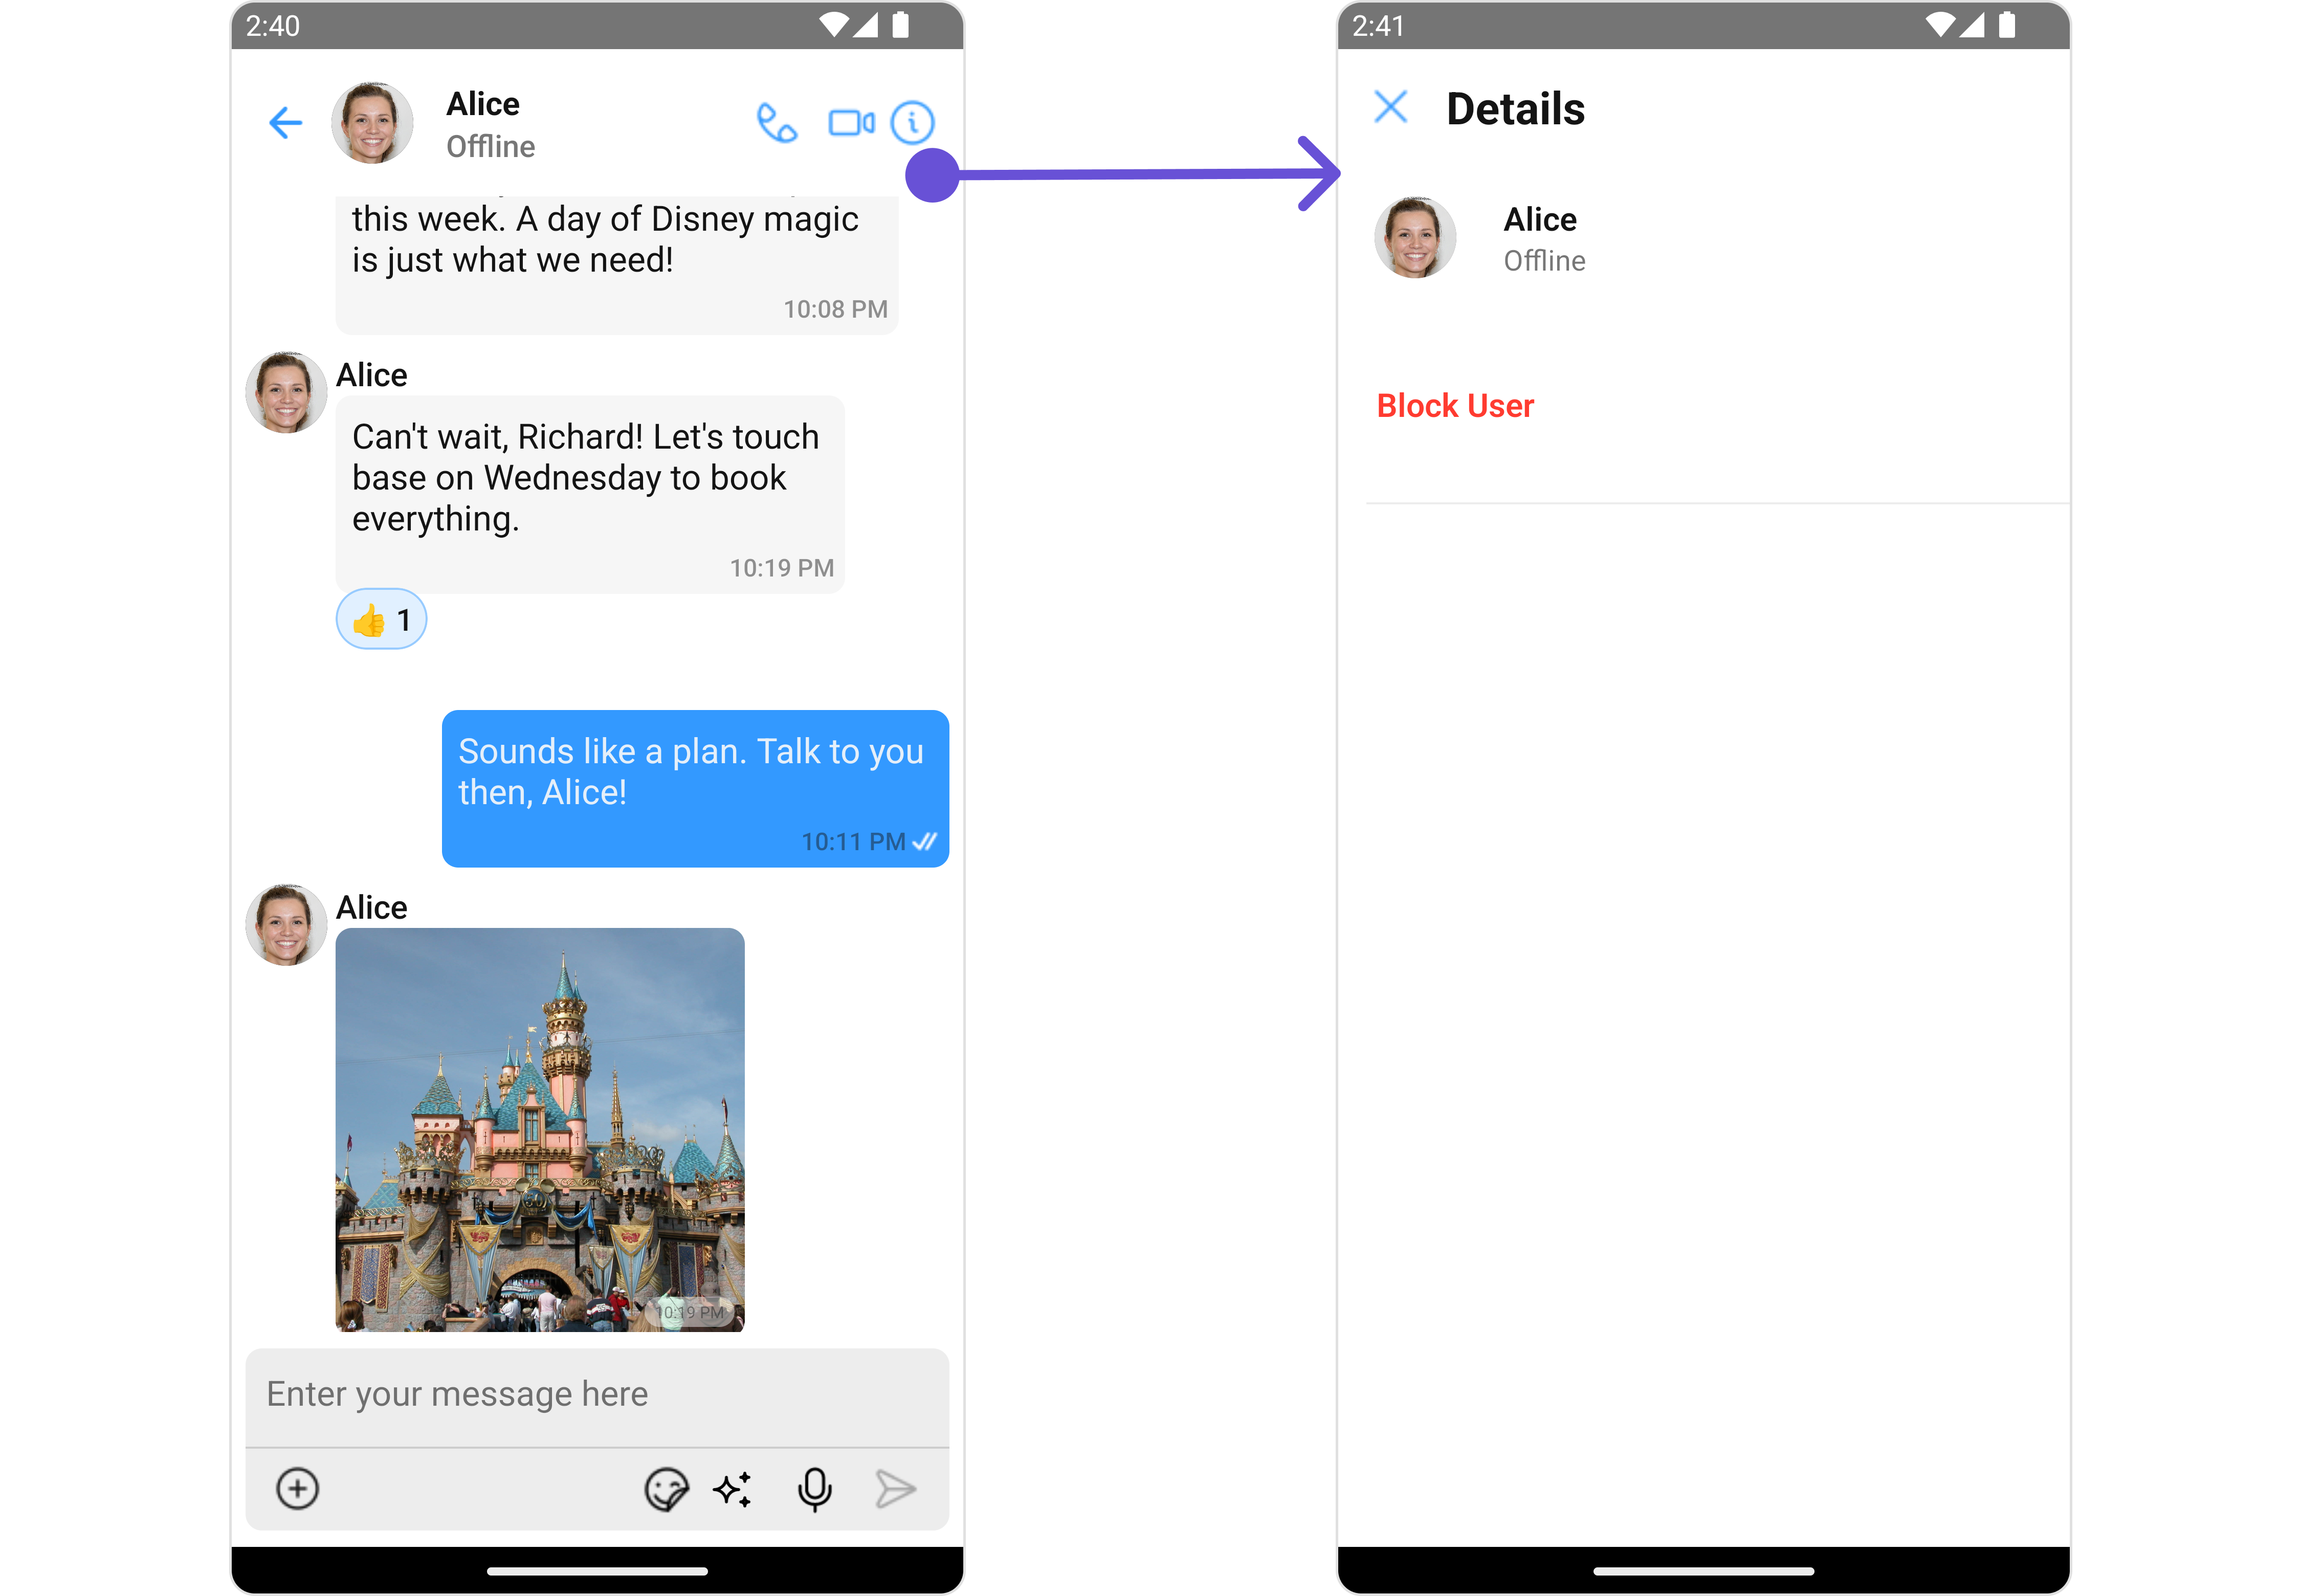 2:40
Alice
Offline
this week. A day of Disney magic
is just what we need!
10:08 PM
Alice
Can't wait, Richard! Let's touch
base on Wednesday to book
everything.
10:19 PM
👍 1
Sounds like a plan. Talk to you
then, Alice!
10:11 PM
Alice
10:19 PM
Enter your message here
2:41
Details
Alice
Offline
Block User